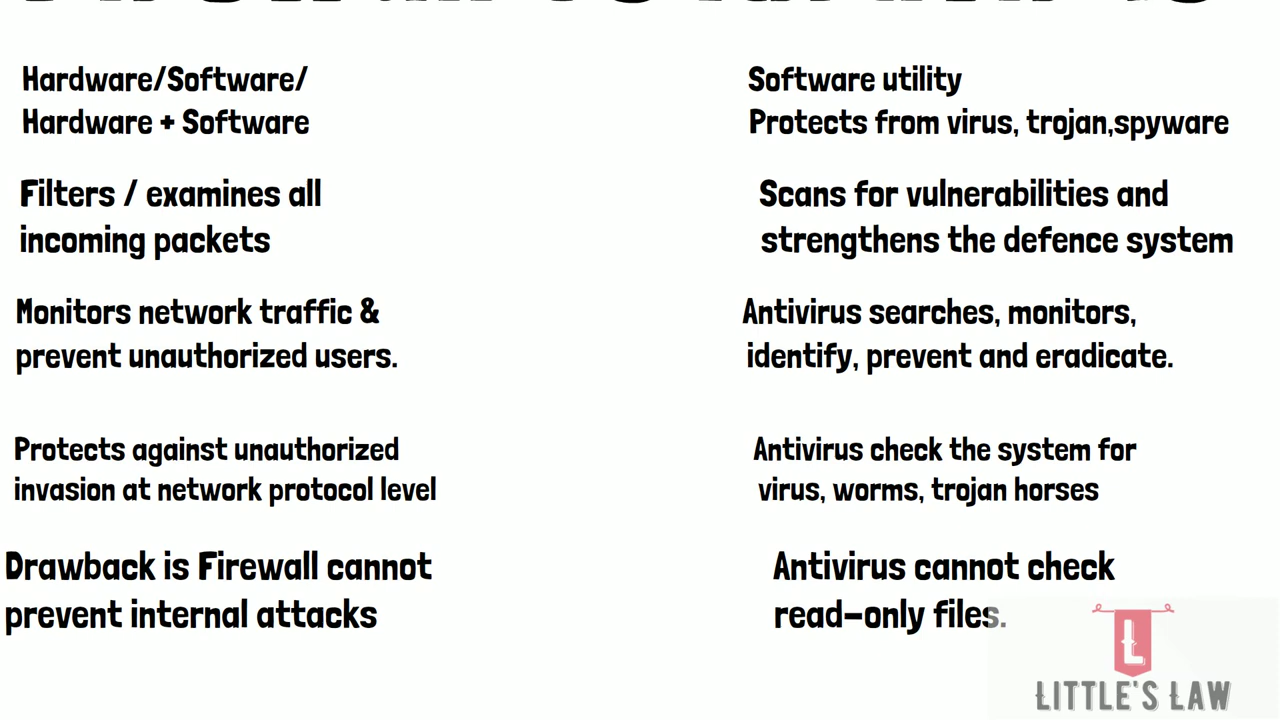 Hardware/Software/
Hardware + Software
Filters / examines all
incoming packets
Monitors network traffic &
prevent unauthorized users.
Protects against unauthorized
invasion at network protocol level
Drawback is Firewall cannot
prevent internal attacks
Software utility
Protects from virus, trojan,spyware
Scans for vulnerabilities and
strengthens the defence system
Antivirus searches, monitors,
identify, prevent and eradicate.
Antivirus check the system for
virus, worms, trojan horses
Antivirus cannot check
read-only files.
L
LITTLE'S LAW